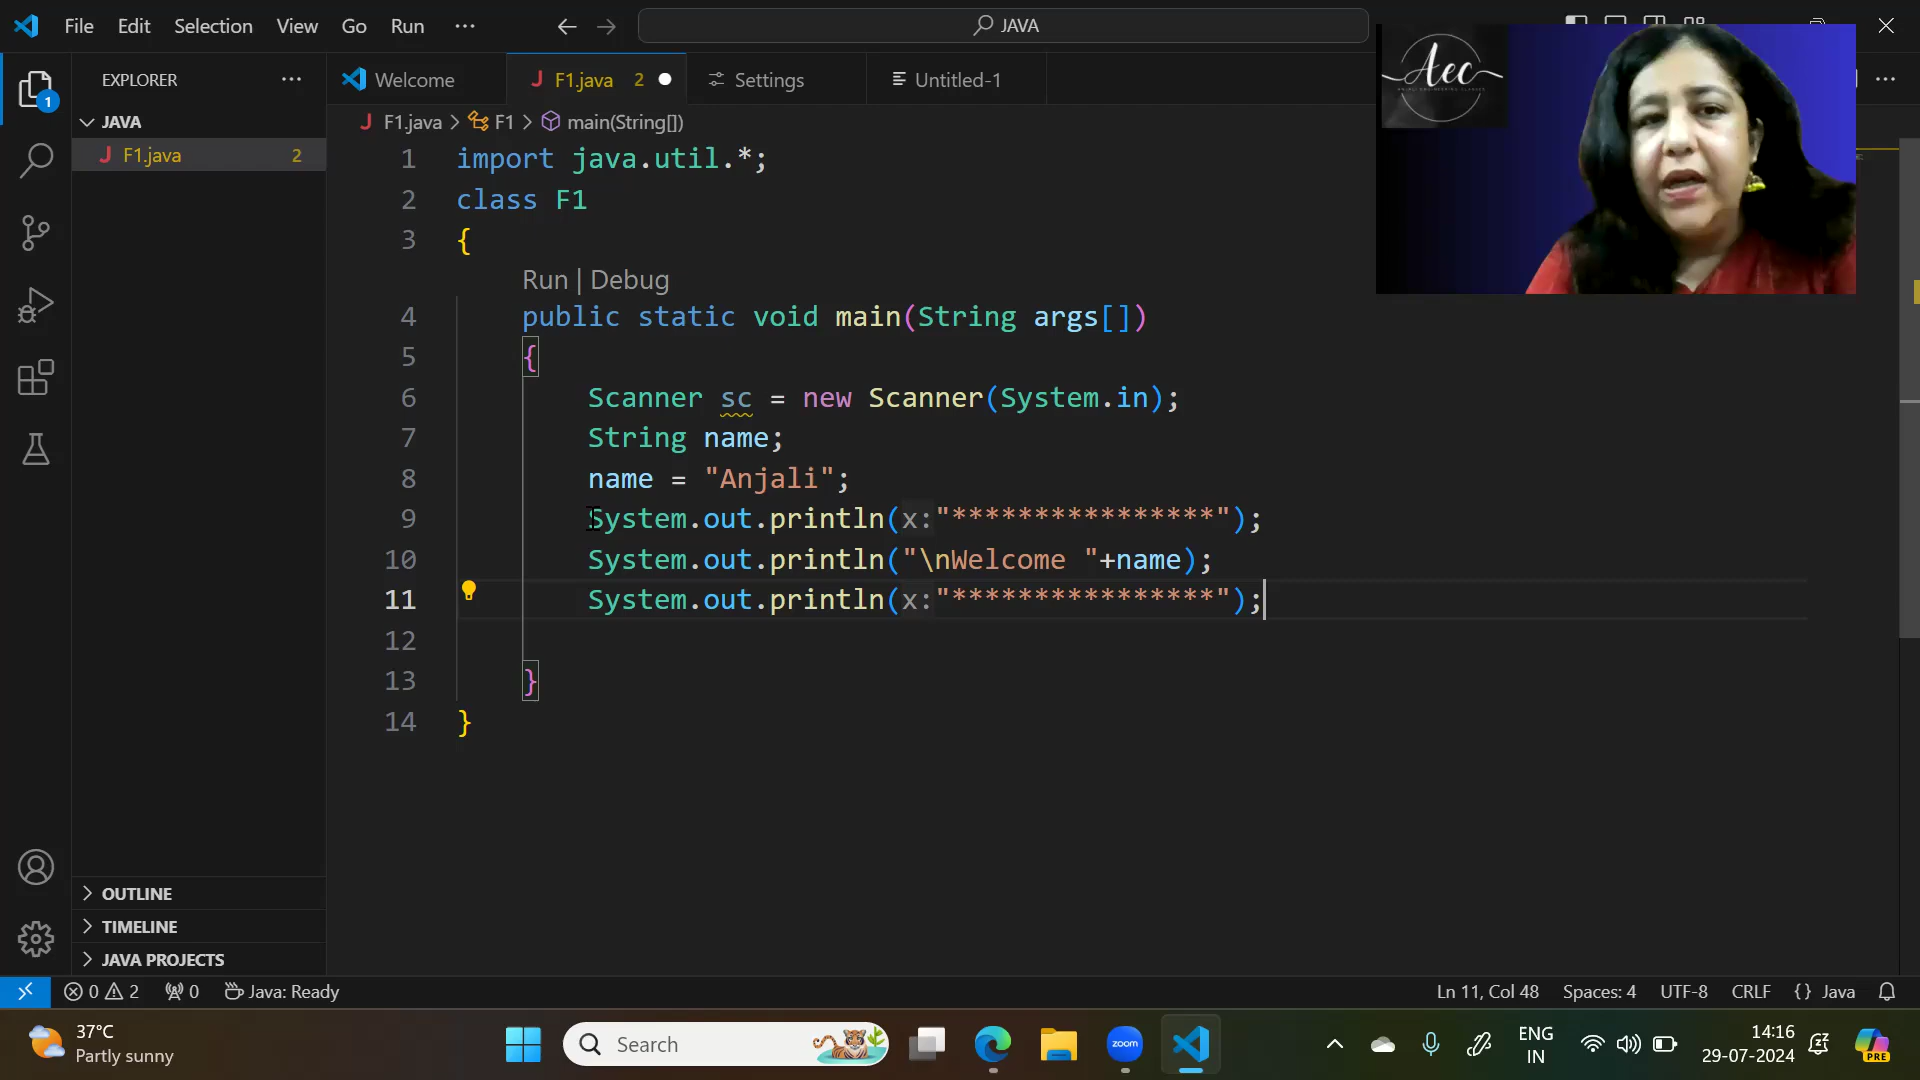 File Edit Selection View Go Run ··· JAVA
EXPLORER ···
Welcome F1.java 2 Settings Untitled-1
Aec
JAVA
F1.java 2
F1.java > F1 > main(String[])
1 import java.util.*;
2 class F1
3 {
Run | Debug
4 public static void main(String args[])
5 {
6 Scanner sc = new Scanner(System.in);
7 String name;
8 name = "Anjali";
9 System.out.println(x:"****************");
10 System.out.println("\nWelcome "+name);
11 System.out.println(x:"****************");
12
13 }
14 }
1
OUTLINE
TIMELINE
JAVA PROJECTS
0 2 0 Java: Ready Ln 11, Col 48 Spaces: 4 UTF-8 CRLF {} Java
37°C
Partly sunny
Search
zoom
ENG
IN
14:16
29-07-2024
PRE